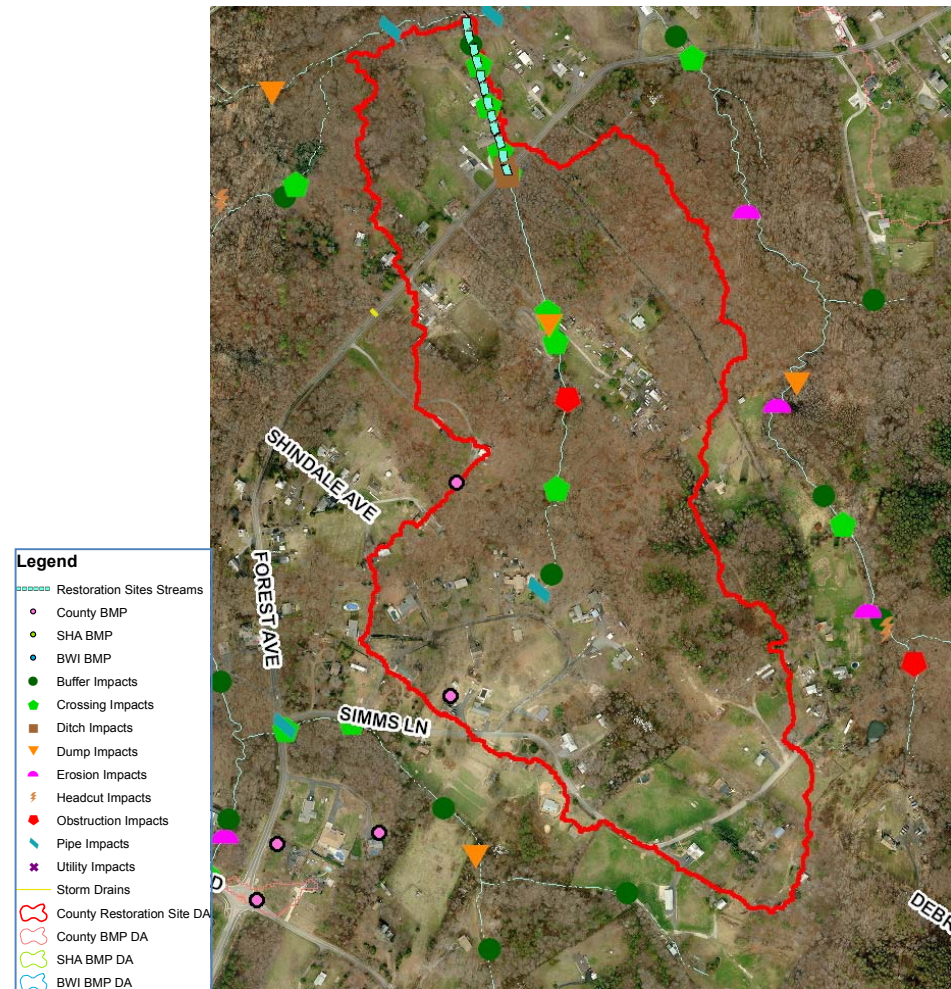 SHINDALE AVE
FOREST AVE
SIMMS LN
D
DEBR
Legend
Restoration Sites Streams
County BMP
SHA BMP
BWI BMP
Buffer Impacts
Crossing Impacts
Ditch Impacts
Dump Impacts
Erosion Impacts
Headcut Impacts
Obstruction Impacts
Pipe Impacts
Utility Impacts
Storm Drains
County Restoration Site DA
County BMP DA
SHA BMP DA
BWI BMP DA